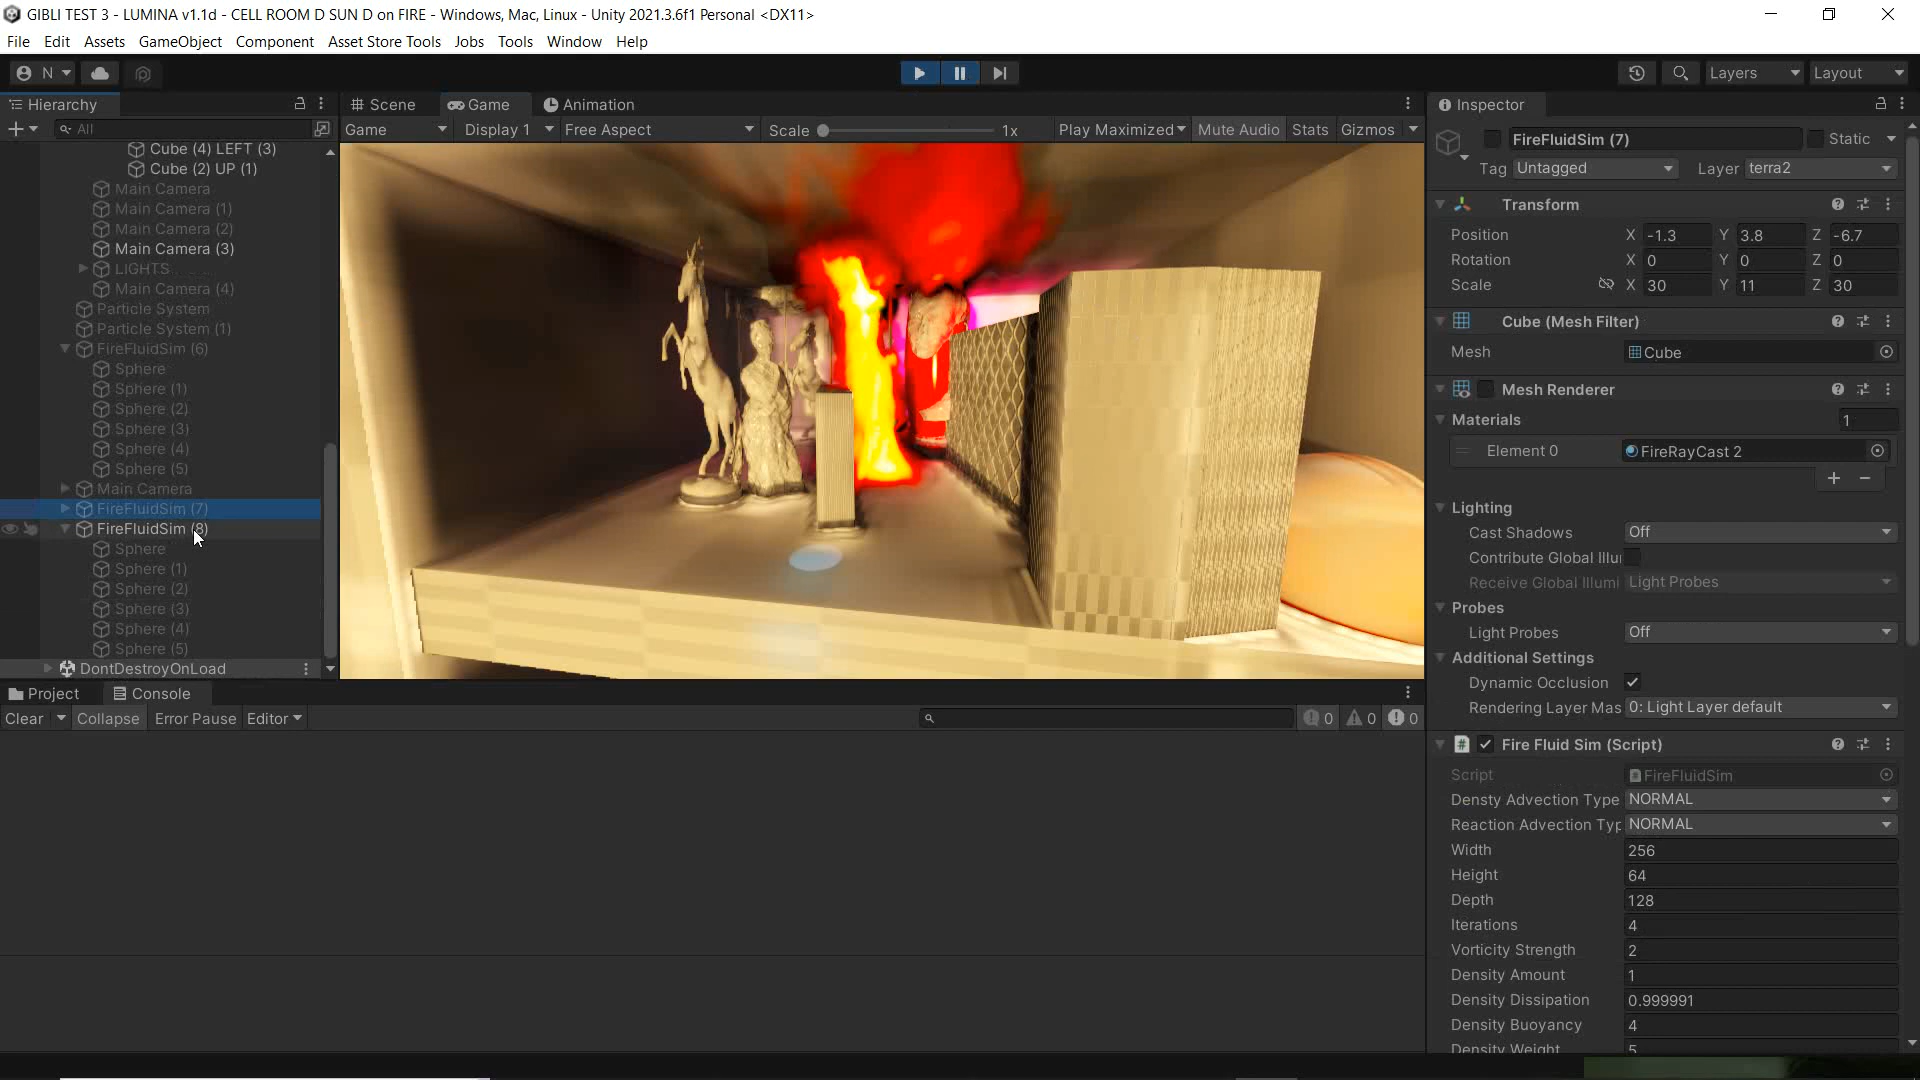 GIBLI TEST 3 - LUMINA v1.1d - CELL ROOM D SUN D on FIRE - Windows, Mac, Linux - Unity 2021.3.6f1 Personal <DX11>
File Edit Assets GameObject Component Asset Store Tools Jobs Tools Window Help
N Layers Layout
Hierarchy
All
Cube (4) LEFT (3)
Cube (2) UP (1)
Main Camera
Main Camera (1)
Main Camera (2)
Main Camera (3)
LIGHTS
Main Camera (4)
Particle System
Particle System (1)
FireFluidSim (6)
Sphere
Sphere (1)
Sphere (2)
Sphere (3)
Sphere (4)
Sphere (5)
Main Camera
FireFluidSim (7)
FireFluidSim (8)
Sphere
Sphere (1)
Sphere (2)
Sphere (3)
Sphere (4)
Sphere (5)
DontDestroyOnLoad
Scene Game Animation
Game Display 1 Free Aspect Scale 1x Play Maximized Mute Audio Stats Gizmos
Project Console
Clear Collapse Error Pause Editor 0 0 0
Inspector
FireFluidSim (7) Static
Tag Untagged Layer terra2
Transform
Position X -1.3 Y 3.8 Z -6.7
Rotation X 0 Y 0 Z 0
Scale X 30 Y 11 Z 30
Cube (Mesh Filter)
Mesh Cube
Mesh Renderer
Materials 1
Element 0 FireRayCast 2
Lighting
Cast Shadows Off
Contribute Global Illu
Receive Global Illumi Light Probes
Probes
Light Probes Off
Additional Settings
Dynamic Occlusion
Rendering Layer Mas 0: Light Layer default
Fire Fluid Sim (Script)
Script FireFluidSim
Densty Advection Type NORMAL
Reaction Advection Typ NORMAL
Width 256
Height 64
Depth 128
Iterations 4
Vorticity Strength 2
Density Amount 1
Density Dissipation 0.999991
Density Buoyancy 4
Density Weight 5